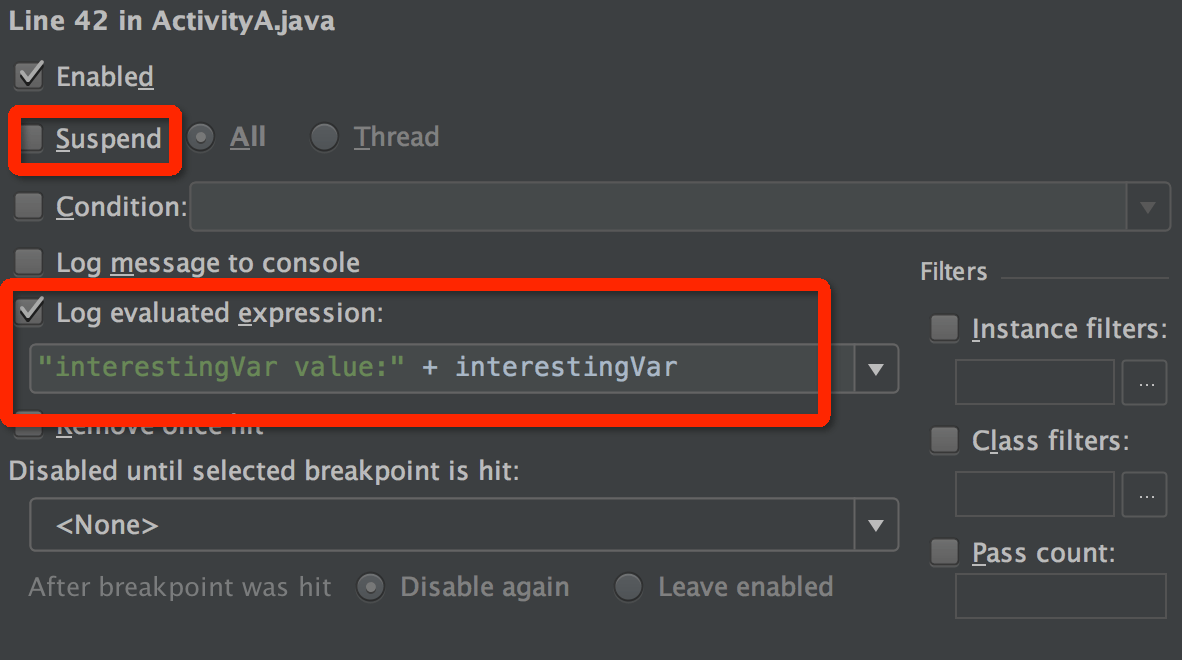 Line 42 in ActivityA.java
Enabled
Suspend All Thread
Condition:
Log message to console
Filters
Log evaluated expression:
Instance filters:
"interestingVar value:" + interestingVar
...
Remove once hit
Class filters:
Disabled until selected breakpoint is hit:
...
<None>
Pass count:
After breakpoint was hit Disable again Leave enabled